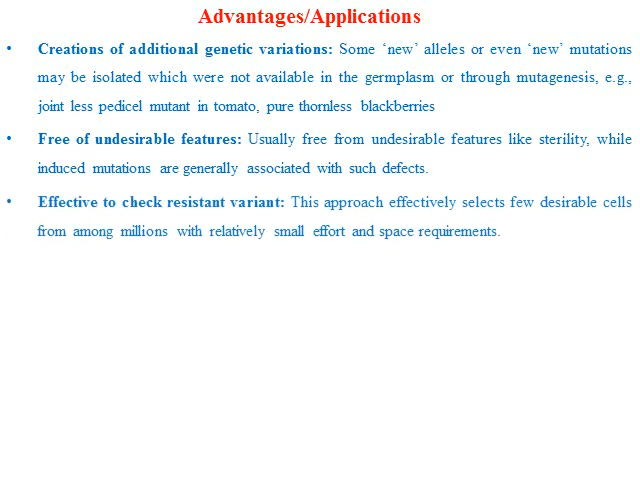 Advantages/Applications
• Creations of additional genetic variations: Some ‘new’ alleles or even ‘new’ mutations
may be isolated which were not available in the germplasm or through mutagenesis, e.g.,
joint less pedicel mutant in tomato, pure thornless blackberries
• Free of undesirable features: Usually free from undesirable features like sterility, while
induced mutations are generally associated with such defects.
• Effective to check resistant variant: This approach effectively selects few desirable cells
from among millions with relatively small effort and space requirements.